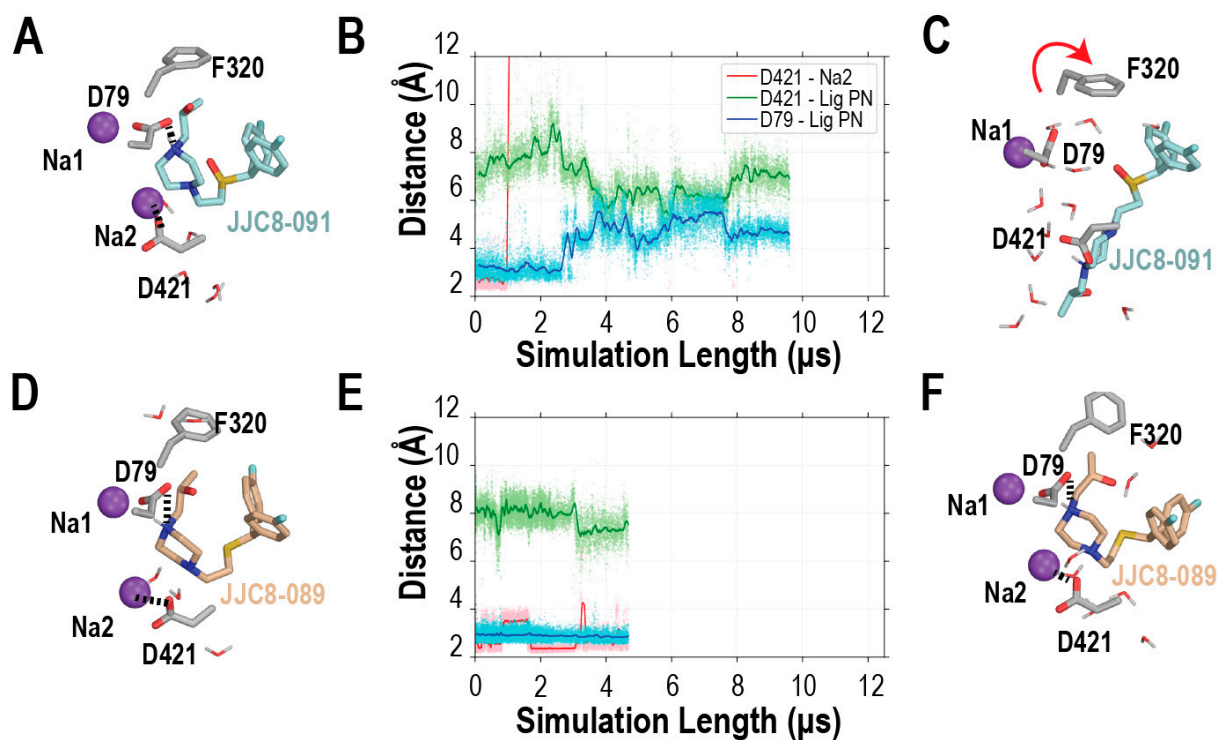 A
F320
D79
Na1
Na2
JJC8-091
D421
B
Distance (Å)
12
10
8
6
4
2
0 2 4 6 8 10 12
Simulation Length (μs)
D421 - Na2
D421 - Lig PN
D79 - Lig PN
C
F320
Na1
D79
D421
JJC8-091
D
F320
D79
Na1
Na2
JJC8-089
D421
E
Distance (Å)
12
10
8
6
4
2
0 2 4 6 8 10 12
Simulation Length (μs)
F
F320
D79
Na1
Na2
JJC8-089
D421